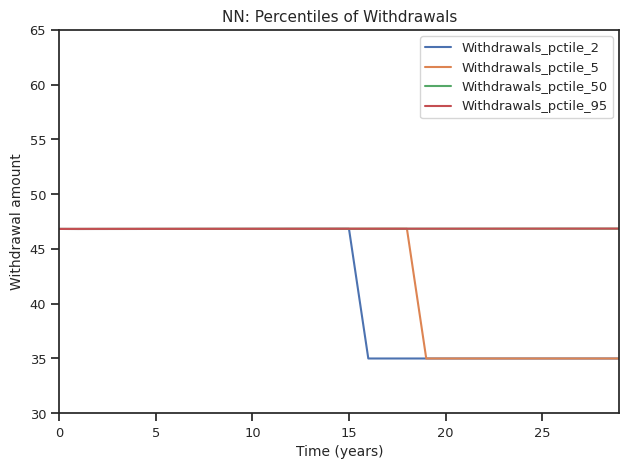 NN: Percentiles of Withdrawals
Withdrawal amount
65
60
55
50
45
40
35
30
Withdrawals_pctile_2
Withdrawals_pctile_5
Withdrawals_pctile_50
Withdrawals_pctile_95
0
5
10
15
20
25
Time (years)